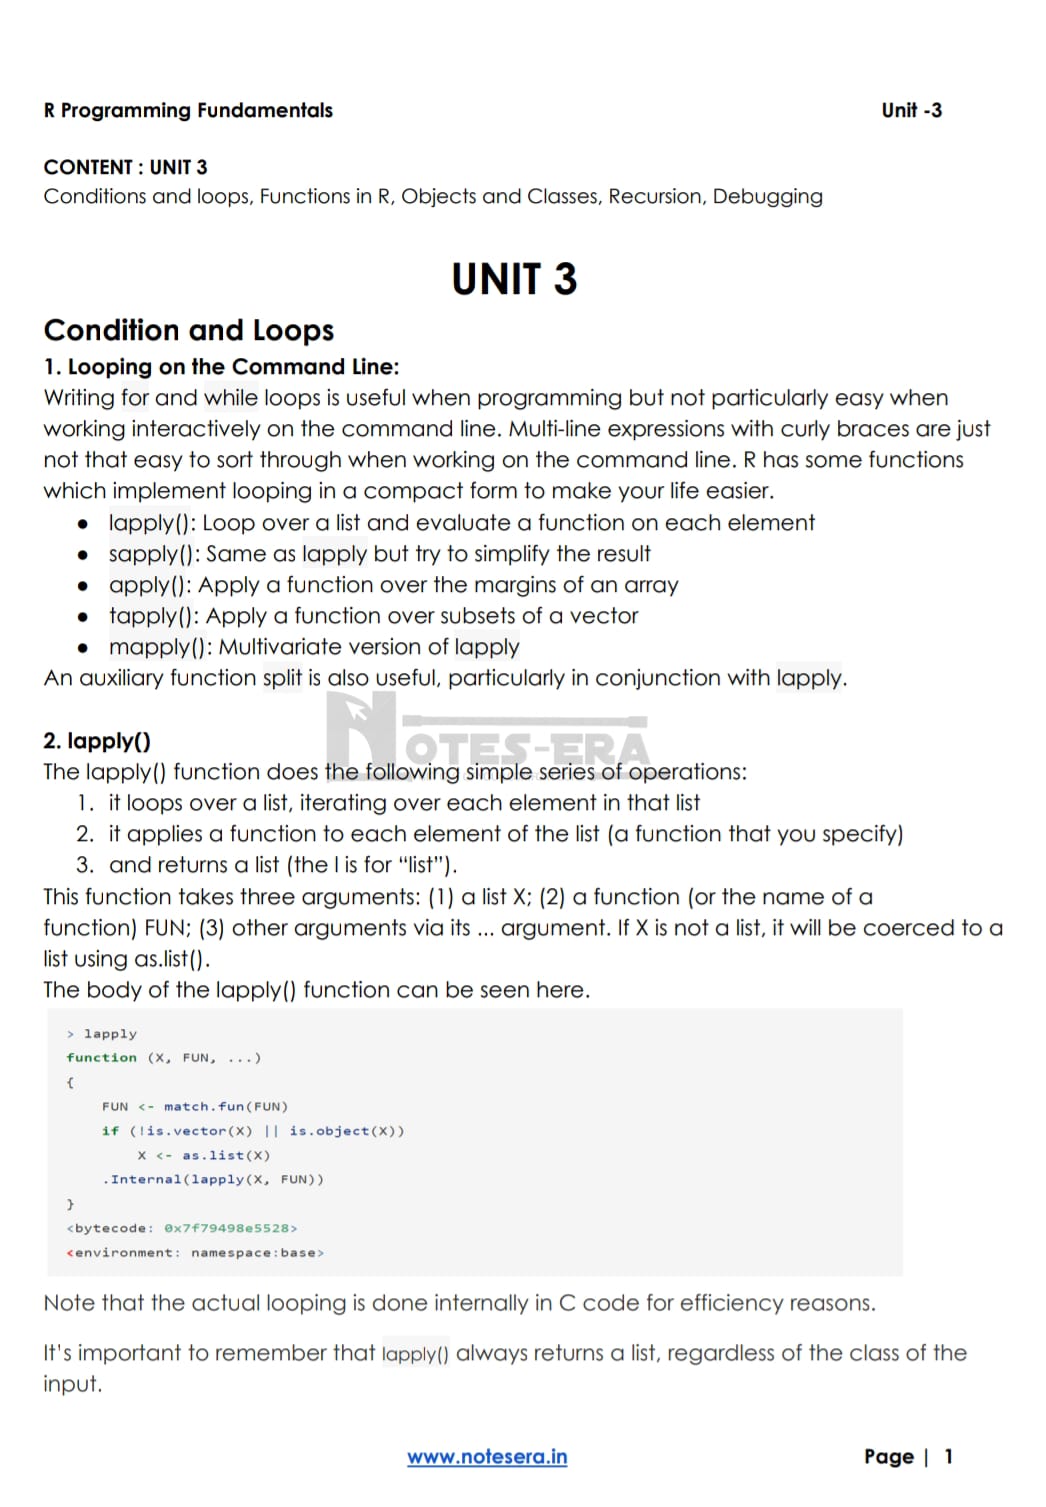 R Programming Fundamentals Unit -3
CONTENT : UNIT 3
Conditions and loops, Functions in R, Objects and Classes, Recursion, Debugging
UNIT 3
Condition and Loops
1. Looping on the Command Line:
Writing for and while loops is useful when programming but not particularly easy when
working interactively on the command line. Multi-line expressions with curly braces are just
not that easy to sort through when working on the command line. R has some functions
which implement looping in a compact form to make your life easier.
● lapply(): Loop over a list and evaluate a function on each element
● sapply(): Same as lapply but try to simplify the result
● apply(): Apply a function over the margins of an array
● tapply(): Apply a function over subsets of a vector
● mapply(): Multivariate version of lapply
An auxiliary function split is also useful, particularly in conjunction with lapply.
NOTES-ERA
2. lapply()
The lapply() function does the following simple series of operations:
1. it loops over a list, iterating over each element in that list
2. it applies a function to each element of the list (a function that you specify)
3. and returns a list (the l is for “list”).
This function takes three arguments: (1) a list X; (2) a function (or the name of a
function) FUN; (3) other arguments via its ... argument. If X is not a list, it will be coerced to a
list using as.list().
The body of the lapply() function can be seen here.
> lapply
function (X, FUN, ...)
{
FUN <- match.fun(FUN)
if (!is.vector(X) || is.object(X))
X <- as.list(X)
.Internal(lapply(X, FUN))
}
<bytecode: 0x7f79498e5528>
<environment: namespace:base>
Note that the actual looping is done internally in C code for efficiency reasons.
It's important to remember that lapply() always returns a list, regardless of the class of the
input.
www.notesera.in Page | 1